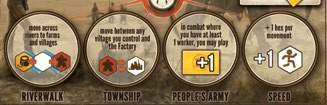 move across
rivers to farms
and villages
RIVERWALK
move between any
village you control
and the Factory
TOWNSHIP
in combat where
you have at least
1 worker, you may play
+1
PEOPLE'S ARMY
+ 1 hex per
movement
+1
SPEED